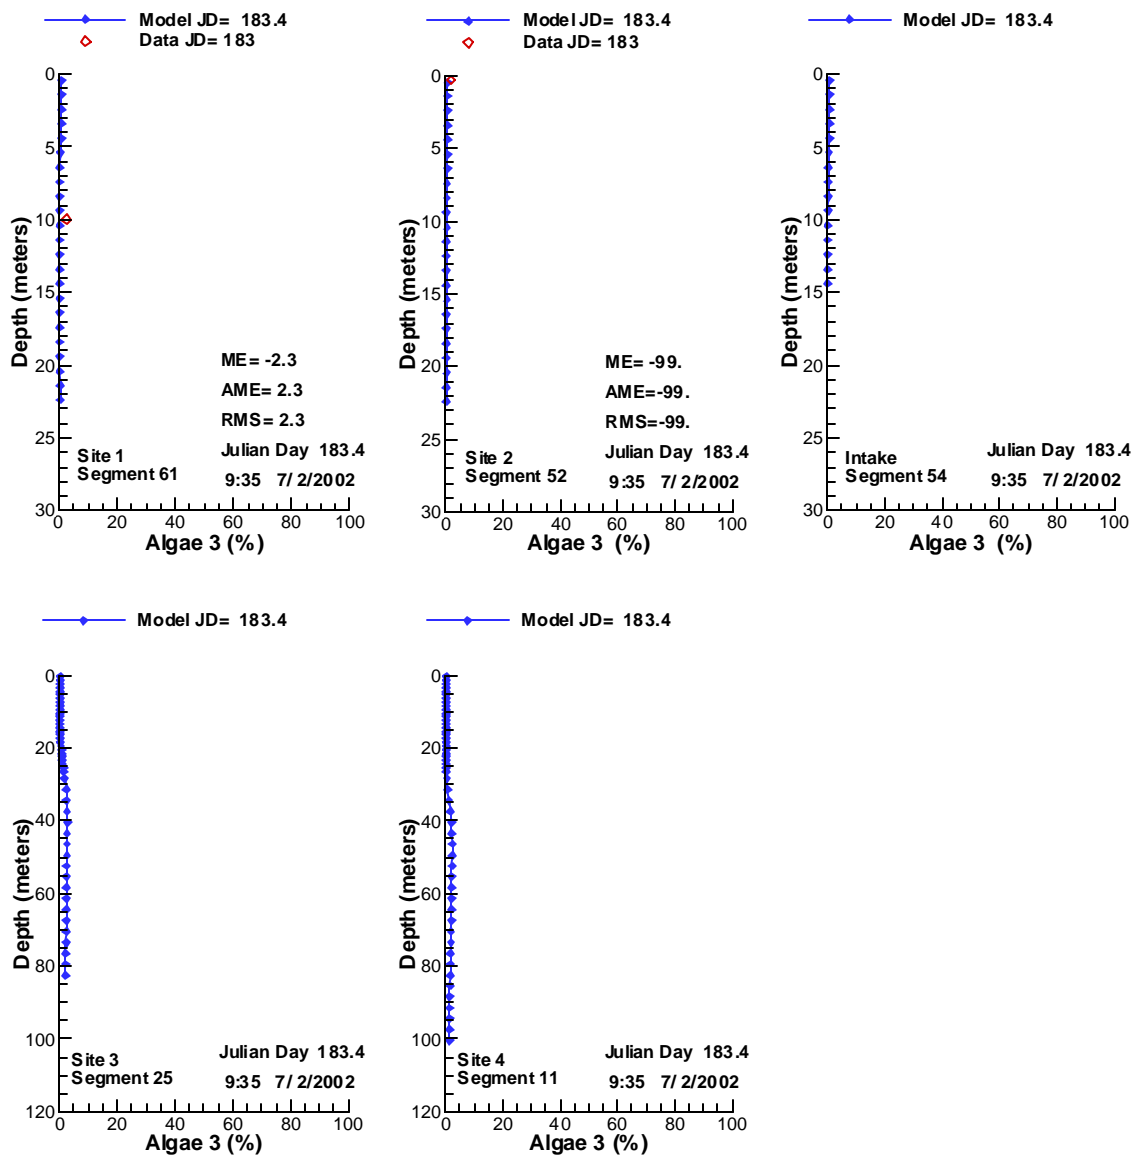 Model JD= 183.4
Data JD= 183
0
5
10
15
20
25
30
Depth (meters)
ME= -2.3
AME= 2.3
RMS= 2.3
Site 1
Segment 61
Julian Day 183.4
9:35 7/ 2/2002
0 20 40 60 80 100
Algae 3 (%)
Model JD= 183.4
Data JD= 183
0
5
10
15
20
25
30
Depth (meters)
ME= -99.
AME=-99.
RMS=-99.
Site 2
Segment 52
Julian Day 183.4
9:35 7/ 2/2002
0 20 40 60 80 100
Algae 3 (%)
Model JD= 183.4
0
5
10
15
20
25
30
Depth (meters)
Intake
Segment 54
Julian Day 183.4
9:35 7/ 2/2002
0 20 40 60 80 100
Algae 3 (%)
Model JD= 183.4
0
20
40
60
80
100
120
Depth (meters)
Site 3
Segment 25
Julian Day 183.4
9:35 7/ 2/2002
0 20 40 60 80 100
Algae 3 (%)
Model JD= 183.4
0
20
40
60
80
100
120
Depth (meters)
Site 4
Segment 11
Julian Day 183.4
9:35 7/ 2/2002
0 20 40 60 80 100
Algae 3 (%)